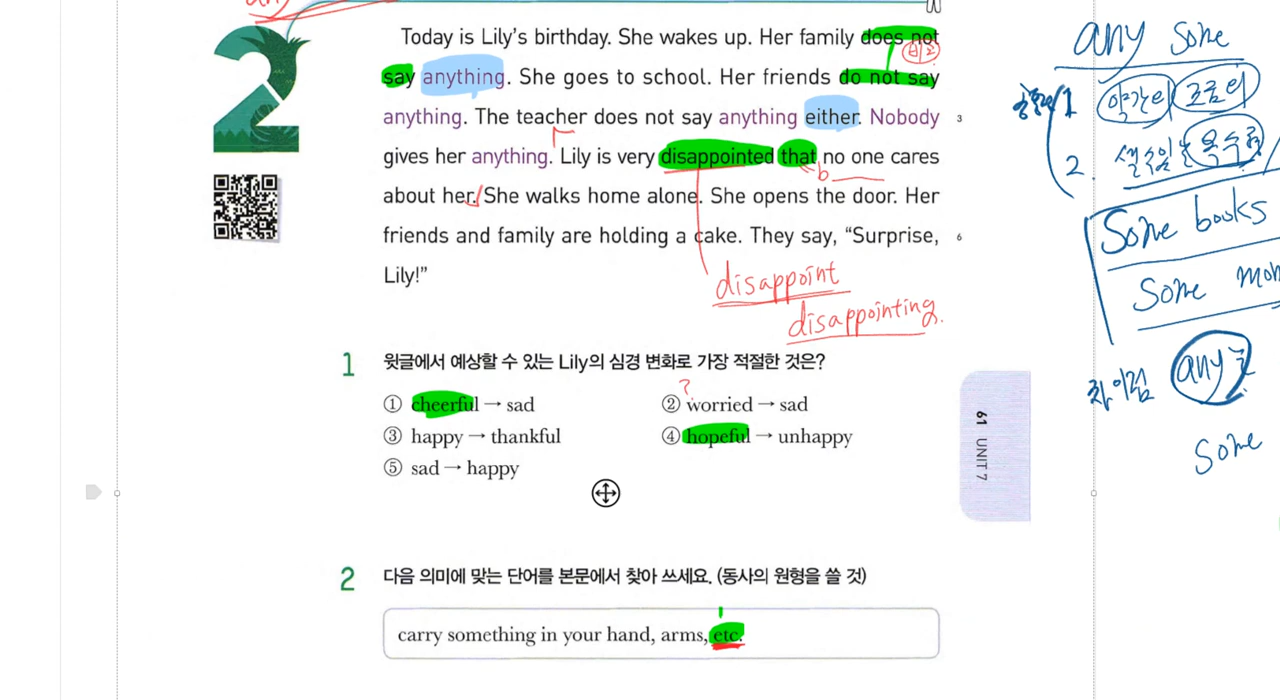 2
Today is Lily's birthday. She wakes up. Her family does not
say anything. She goes to school. Her friends do not say
anything. The teacher does not say anything either. Nobody 3
gives her anything. Lily is very disappointed that no one cares
about her. She walks home alone. She opens the door. Her
friends and family are holding a cake. They say, “Surprise, 6
Lily!”
disappoint
disappointing.
1 윗글에서 예상할 수 있는 Lily의 심경 변화로 가장 적절한 것은?
① cheerful → sad
② worried → sad
?
③ happy → thankful
④ hopeful → unhappy
⑤ sad → happy
61 UNIT 7
2 다음 의미에 맞는 단어를 본문에서 찾아 쓰세요. (동사의 원형을 쓸 것)
carry something in your hand, arms, etc.
any some
1 약간의 조금의
2. 셀수있는 복수형
Some books
Some
차이점 any
Some